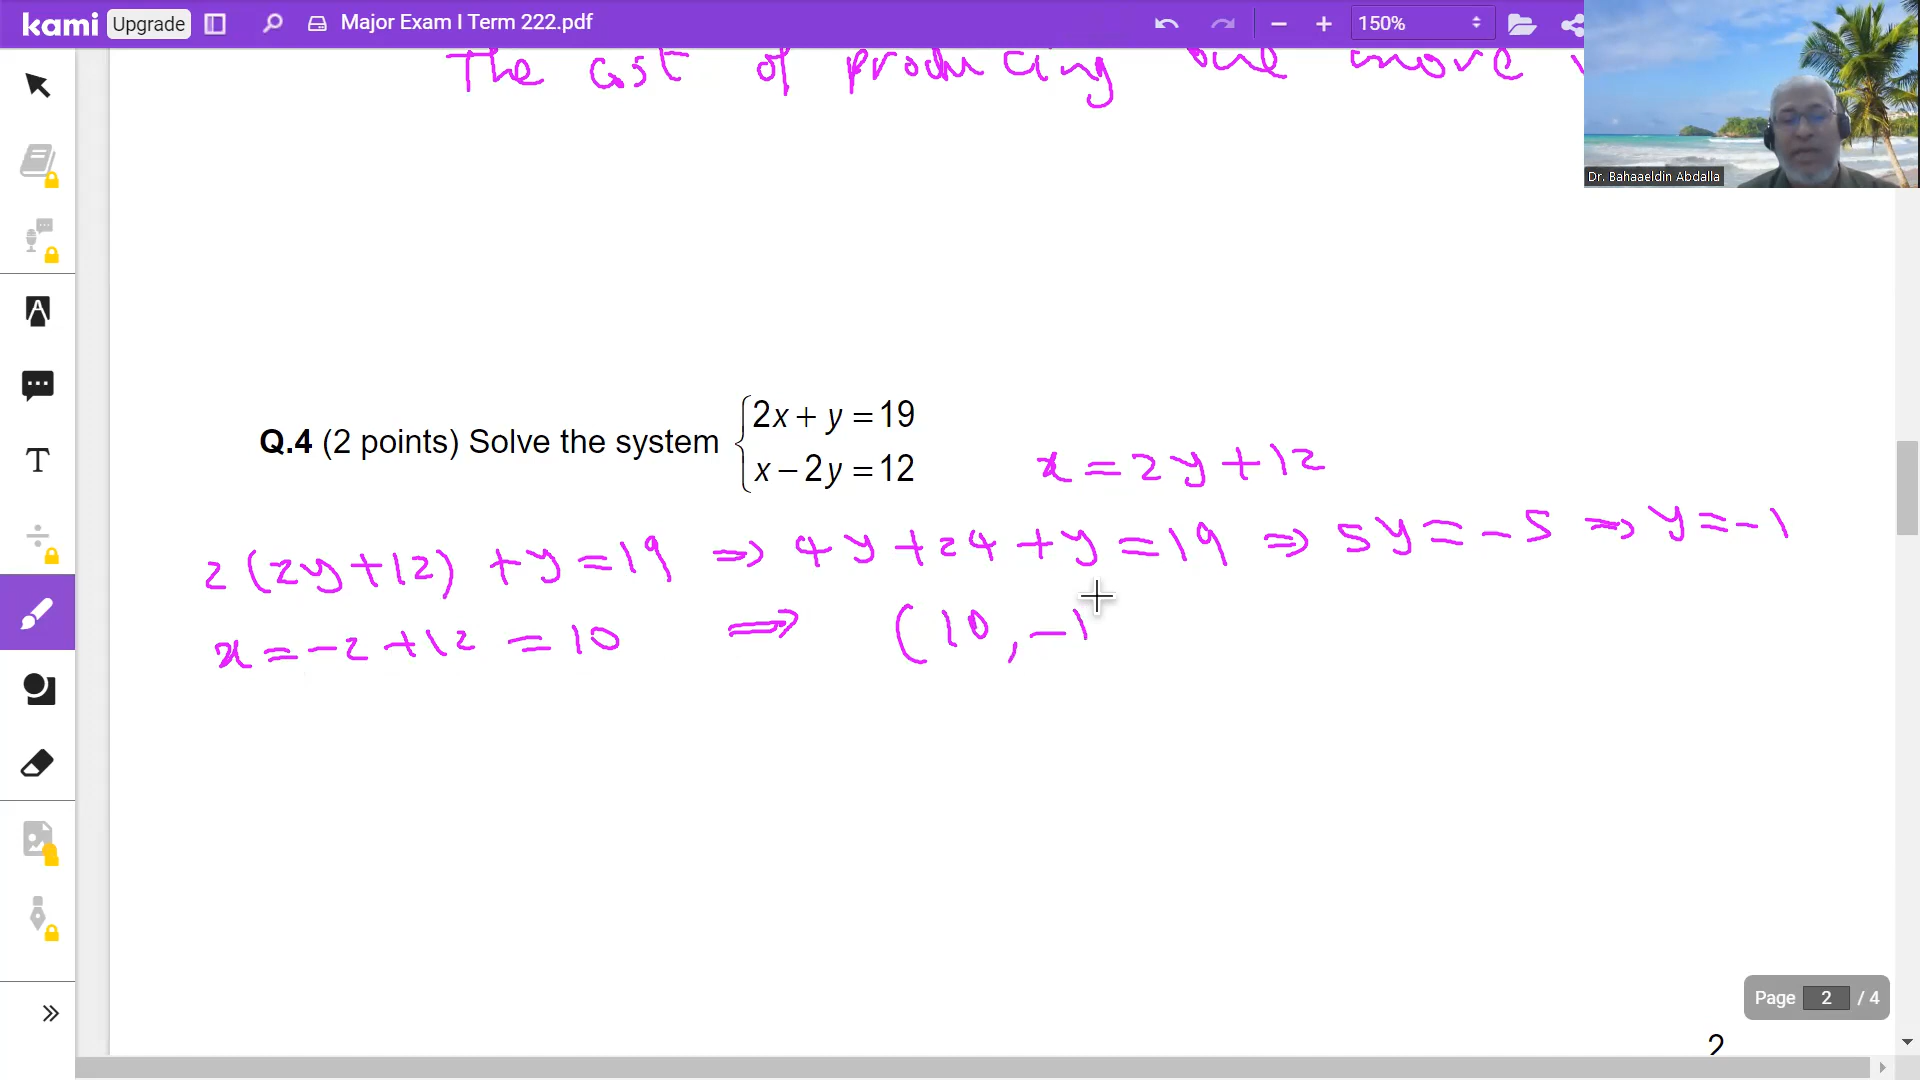 kami Upgrade Major Exam I Term 222.pdf 150%
The cost of producing one more
Dr. Bahaaeldin Abdalla
Q.4 (2 points) Solve the system { 2x + y = 19
x − 2y = 12
x = 2y + 12
2(2y+12) + y = 19 ⇒ 4y + 24 + y = 19 ⇒ 5y = -5 ⇒ y = -1
x = -2 + 12 = 10 ⇒ (10, -1
T
Page 2 / 4
2